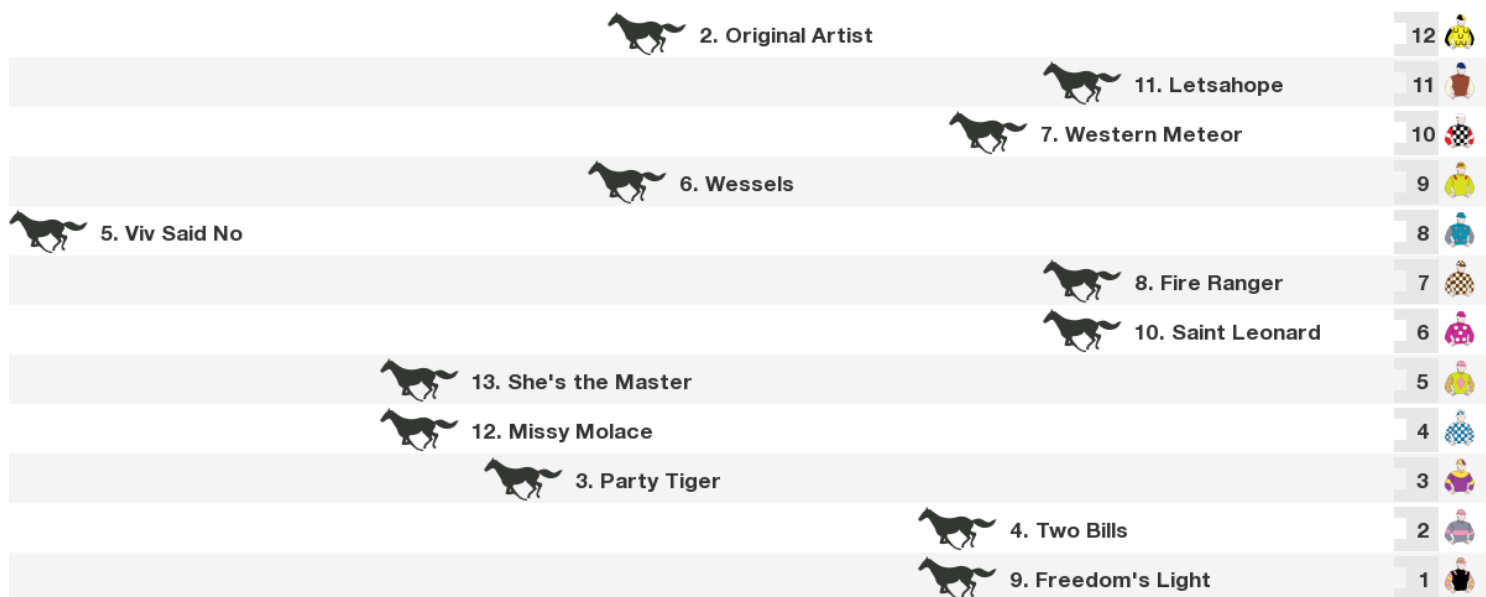 2. Original Artist 12
11. Letsahope 11
7. Western Meteor 10
6. Wessels 9
5. Viv Said No 8
8. Fire Ranger 7
10. Saint Leonard 6
13. She's the Master 5
12. Missy Molace 4
3. Party Tiger 3
4. Two Bills 2
9. Freedom's Light 1